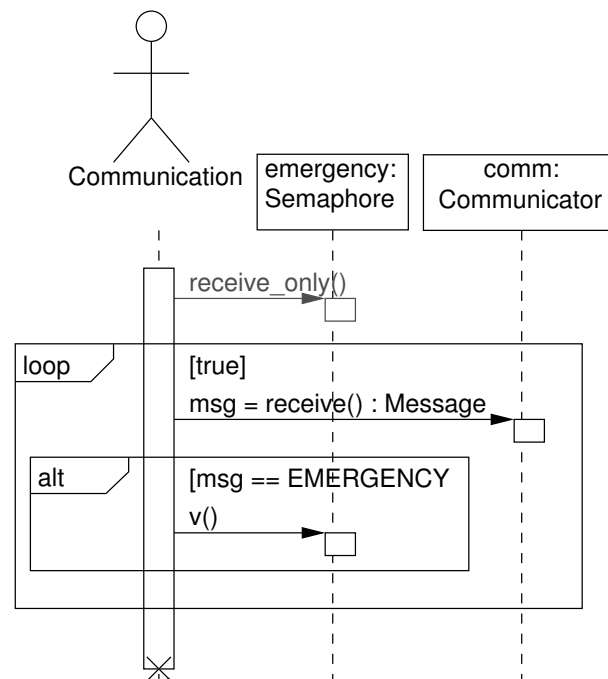 Communication
emergency:
Semaphore
comm:
Communicator
receive_only()
loop
[true]
msg = receive() : Message
alt
[msg == EMERGENCY
v()